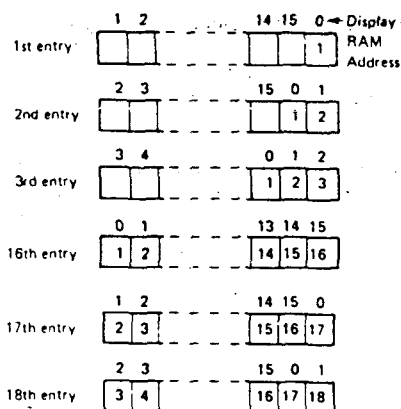 1 2 14 15 0 Display
1st entry 1 RAM
Address
2 3 15 0 1
2nd entry 1 2
3 4 0 1 2
3rd entry 1 2 3
0 1 13 14 15
16th entry 1 2 14 15 16
1 2 14 15 0
17th entry 2 3 15 16 17
2 3 15 0 1
18th entry 3 4 16 17 18